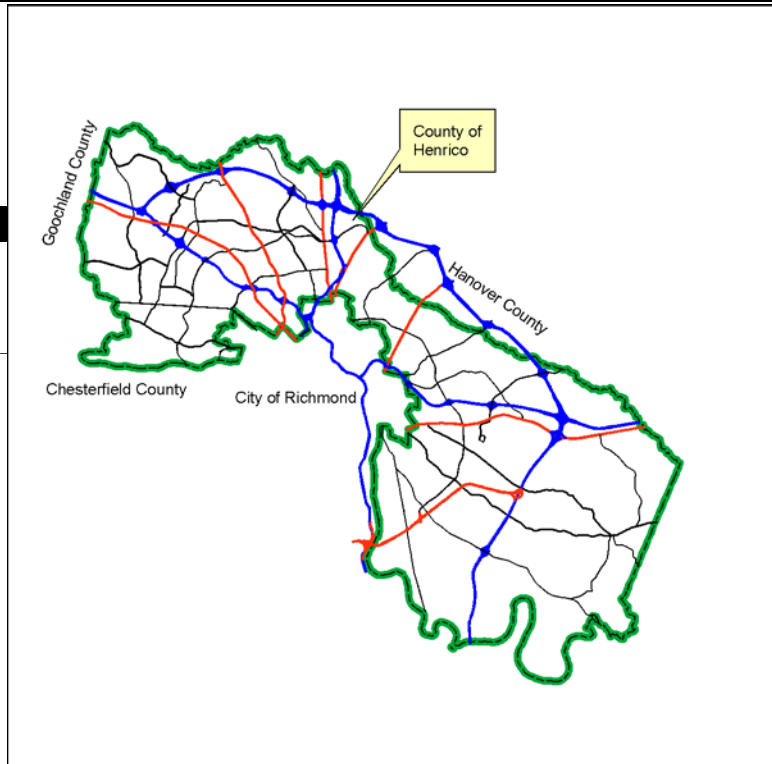 County of
Henrico
Goochland County
Hanover County
Chesterfield County
City of Richmond